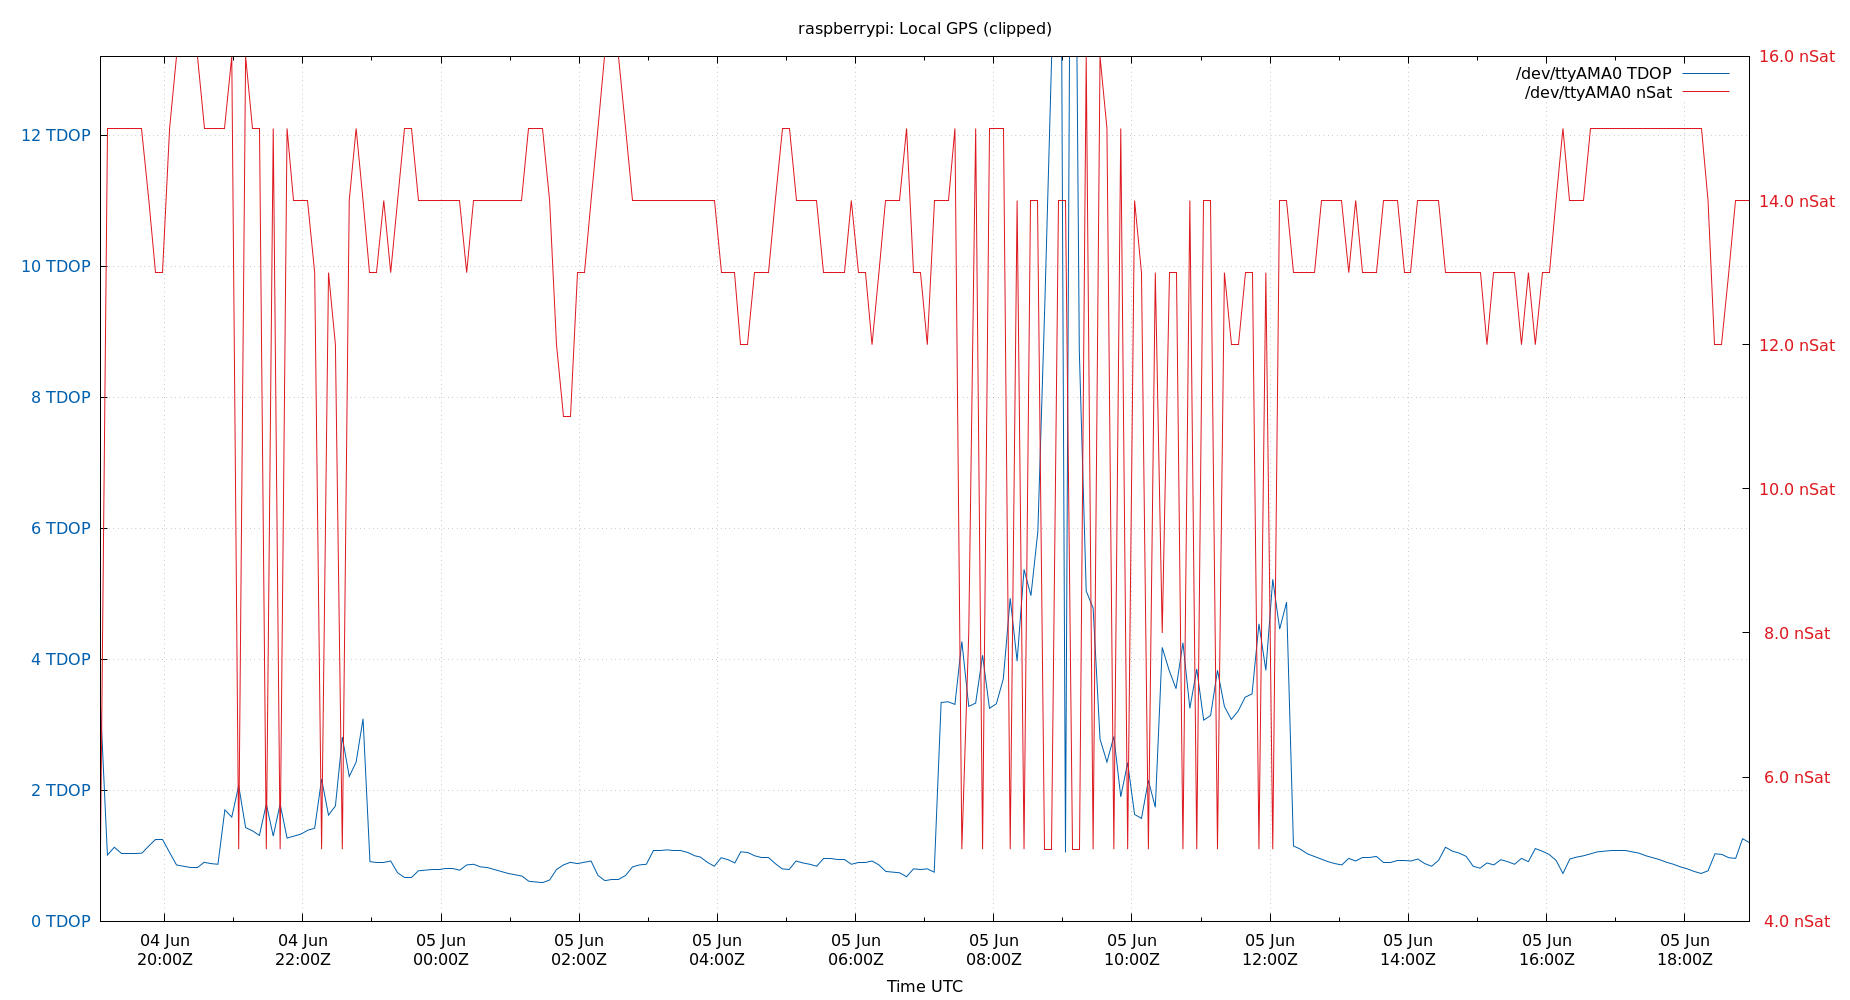 raspberrypi: Local GPS (clipped)
/dev/ttyAMA0 TDOP
/dev/ttyAMA0 nSat
12 TDOP
10 TDOP
8 TDOP
6 TDOP
4 TDOP
2 TDOP
0 TDOP
16.0 nSat
14.0 nSat
12.0 nSat
10.0 nSat
8.0 nSat
6.0 nSat
4.0 nSat
04 Jun
20:00Z
04 Jun
22:00Z
05 Jun
00:00Z
05 Jun
02:00Z
05 Jun
04:00Z
05 Jun
06:00Z
05 Jun
08:00Z
05 Jun
10:00Z
05 Jun
12:00Z
05 Jun
14:00Z
05 Jun
16:00Z
05 Jun
18:00Z
Time UTC